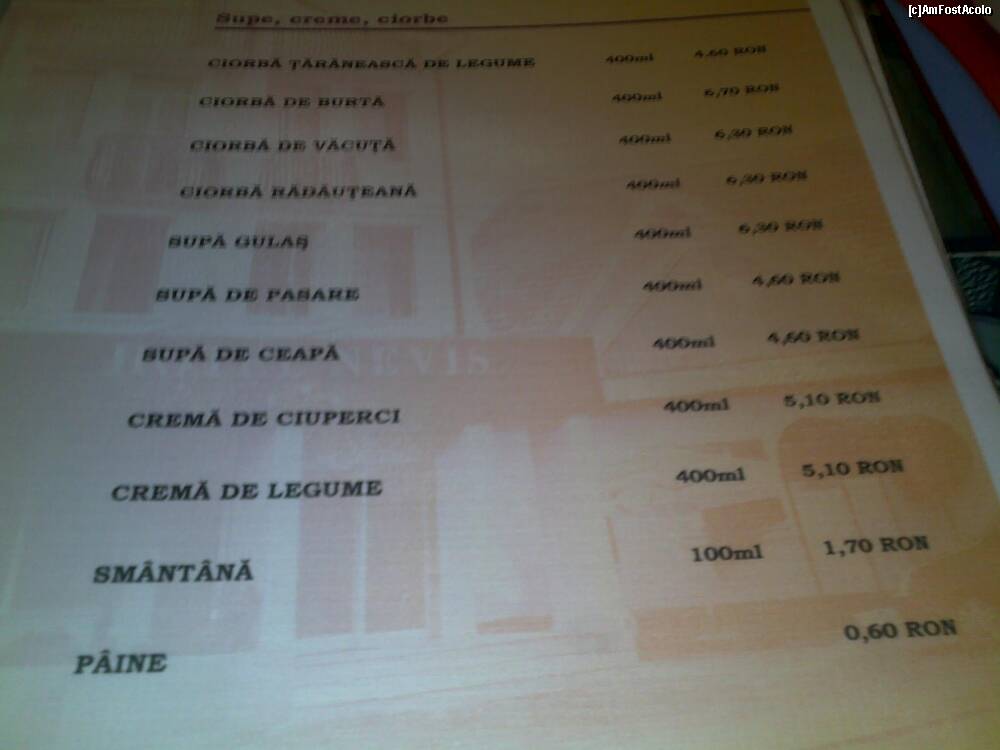 [c]AmFostAcolo
Supe, creme, ciorbe
CIORBĂ ȚĂRĂNEASCĂ DE LEGUME 400ml 4,60 RON
CIORBĂ DE BURTĂ 400ml 6,70 RON
CIORBĂ DE VĂCUȚĂ 400ml 6,30 RON
CIORBĂ RĂDĂUȚEANĂ 400ml 6,30 RON
SUPĂ GULAȘ 400ml 6,30 RON
SUPĂ DE PASARE 400ml 4,60 RON
SUPĂ DE CEAPĂ 400ml 4,60 RON
CREMĂ DE CIUPERCI 400ml 5,10 RON
CREMĂ DE LEGUME 400ml 5,10 RON
SMÂNTÂNĂ 100ml 1,70 RON
PÂINE 0,60 RON